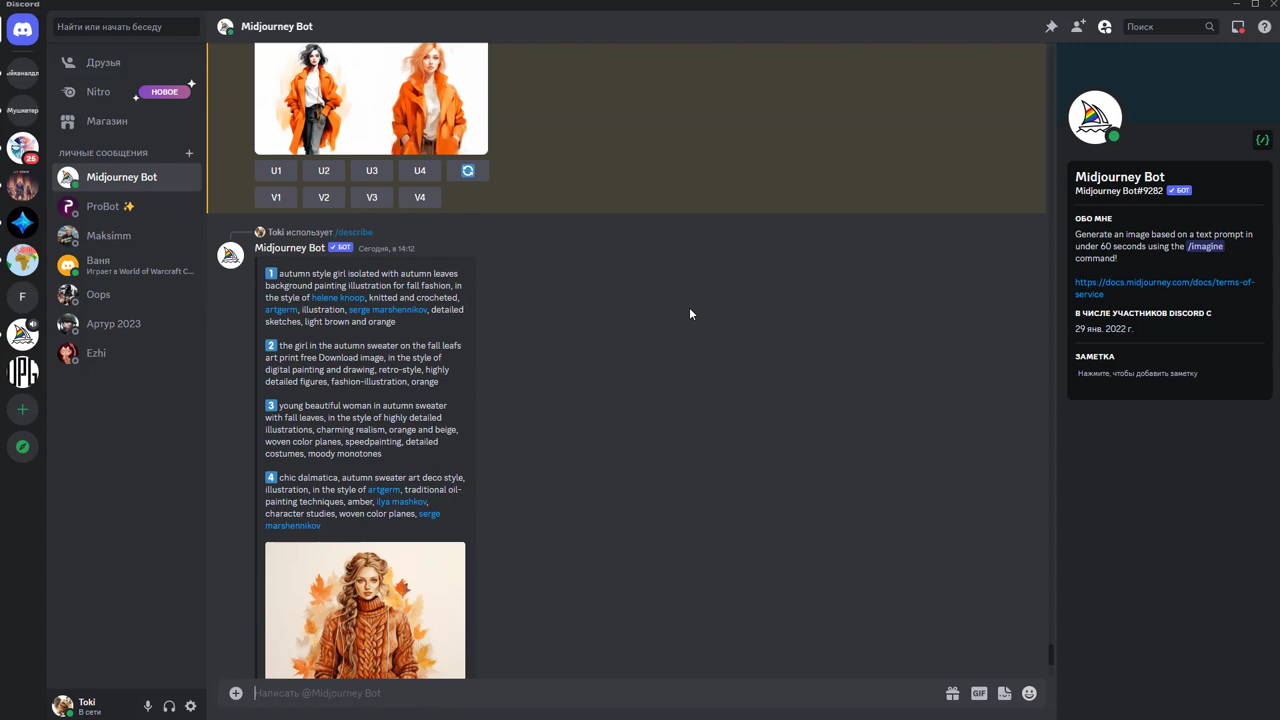 Discord
Найти или начать беседу
Midjourney Bot
Поиск
Друзья
Nitro
НОВОЕ
Магазин
ЛИЧНЫЕ СООБЩЕНИЯ
Midjourney Bot
ProBot ✨
Maksimm
Ваня
Играет в World of Warcraft C...
Oops
Артур 2023
Ezhi
Мушкетер
26
F
Toki
В сети
U1 U2 U3 U4
V1 V2 V3 V4
Toki использует /describe
Midjourney Bot ✓ БОТ Сегодня, в 14:12
1 autumn style girl isolated with autumn leaves
background painting illustration for fall fashion, in
the style of helene knoop, knitted and crocheted,
artgerm, illustration, serge marshennikov, detailed
sketches, light brown and orange
2 the girl in the autumn sweater on the fall leafs
art print free Download image, in the style of
digital painting and drawing, retro-style, highly
detailed figures, fashion-illustration, orange
3 young beautiful woman in autumn sweater
with fall leaves, in the style of highly detailed
illustrations, charming realism, orange and beige,
woven color planes, speedpainting, detailed
costumes, moody monotones
4 chic dalmatica, autumn sweater art deco style,
illustration, in the style of artgerm, traditional oil-
painting techniques, amber, ilya mashkov,
character studies, woven color planes, serge
marshennikov
Написать @Midjourney Bot
GIF
Midjourney Bot
Midjourney Bot#9282 ✓ БОТ
ОБО МНЕ
Generate an image based on a text prompt in
under 60 seconds using the /imagine
command!
https://docs.midjourney.com/docs/terms-of-
service
В ЧИСЛЕ УЧАСТНИКОВ DISCORD С
29 янв. 2022 г.
ЗАМЕТКА
Нажмите, чтобы добавить заметку